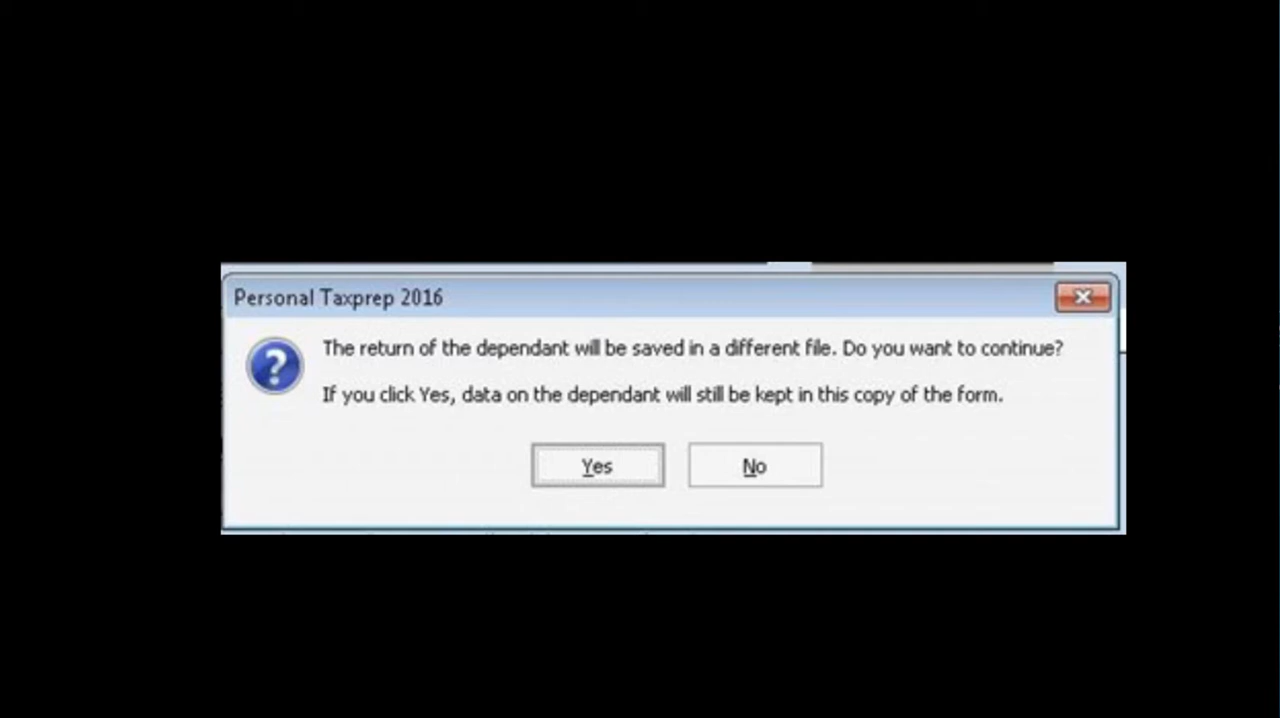 Personal Taxprep 2016
The return of the dependant will be saved in a different file. Do you want to continue?
If you click Yes, data on the dependant will still be kept in this copy of the form.
Yes
No